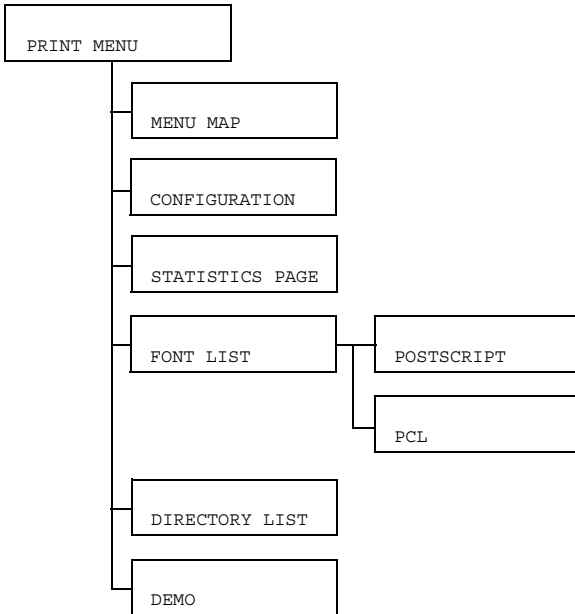 PRINT MENU
MENU MAP
CONFIGURATION
STATISTICS PAGE
FONT LIST
POSTSCRIPT
PCL
DIRECTORY LIST
DEMO